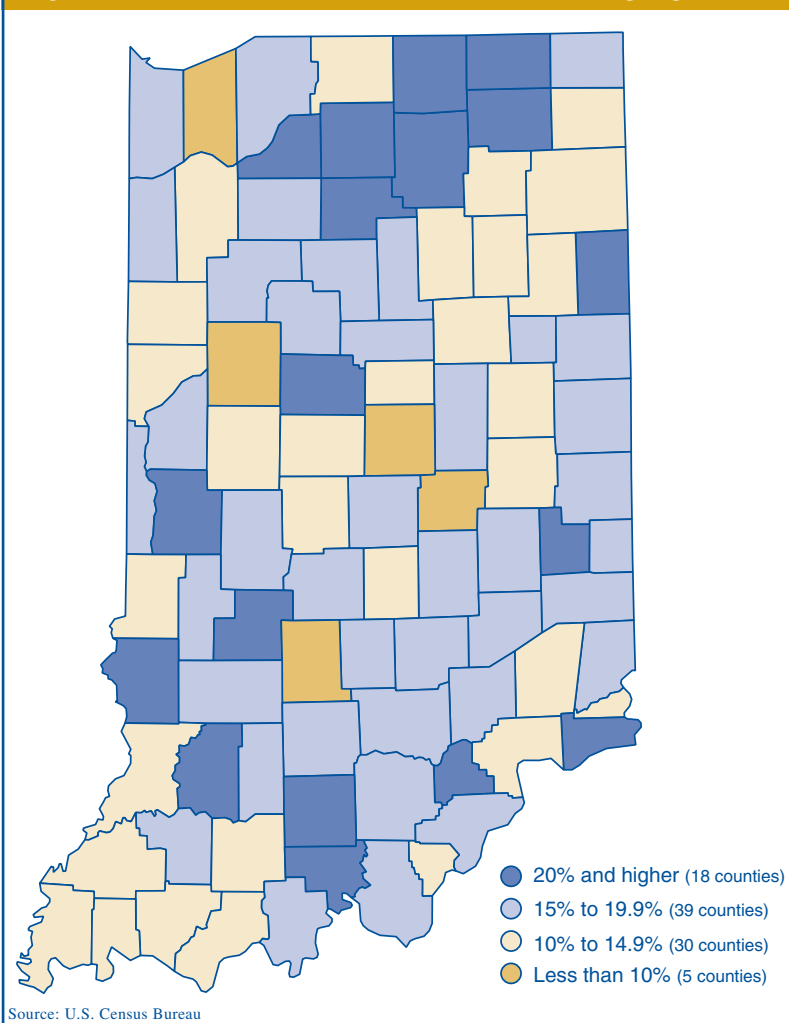 20% and higher (18 counties)
15% to 19.9% (39 counties)
10% to 14.9% (30 counties)
Less than 10% (5 counties)
Source: U.S. Census Bureau